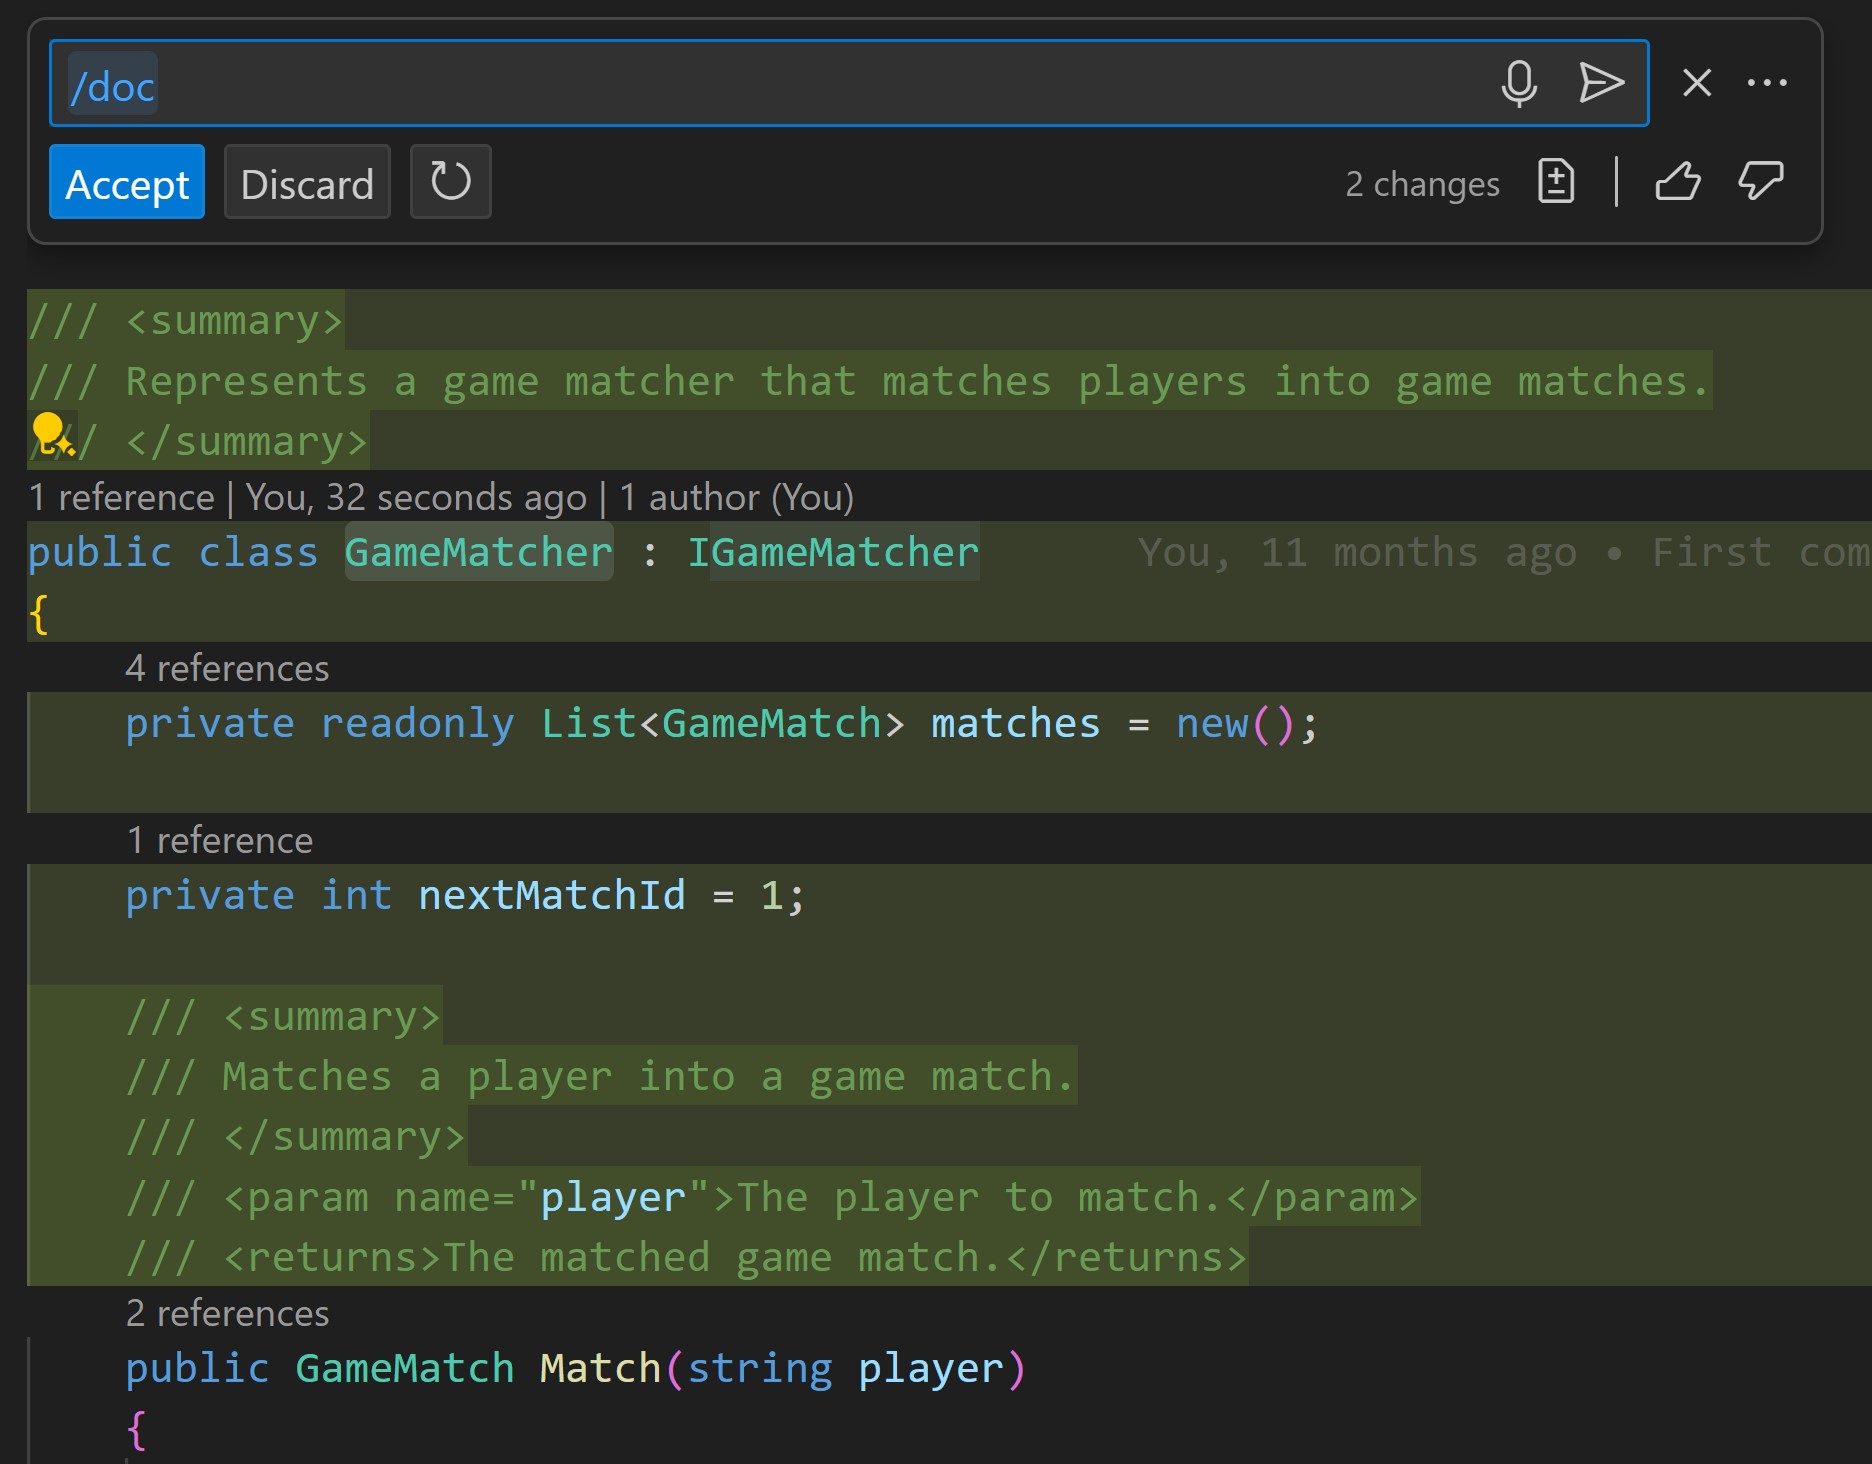 /doc
Accept Discard 2 changes
/// <summary>
/// Represents a game matcher that matches players into game matches.
/// </summary>
1 reference | You, 32 seconds ago | 1 author (You)
public class GameMatcher : IGameMatcher You, 11 months ago • First com
{
4 references
private readonly List<GameMatch> matches = new();
1 reference
private int nextMatchId = 1;
/// <summary>
/// Matches a player into a game match.
/// </summary>
/// <param name="player">The player to match.</param>
/// <returns>The matched game match.</returns>
2 references
public GameMatch Match(string player)
{